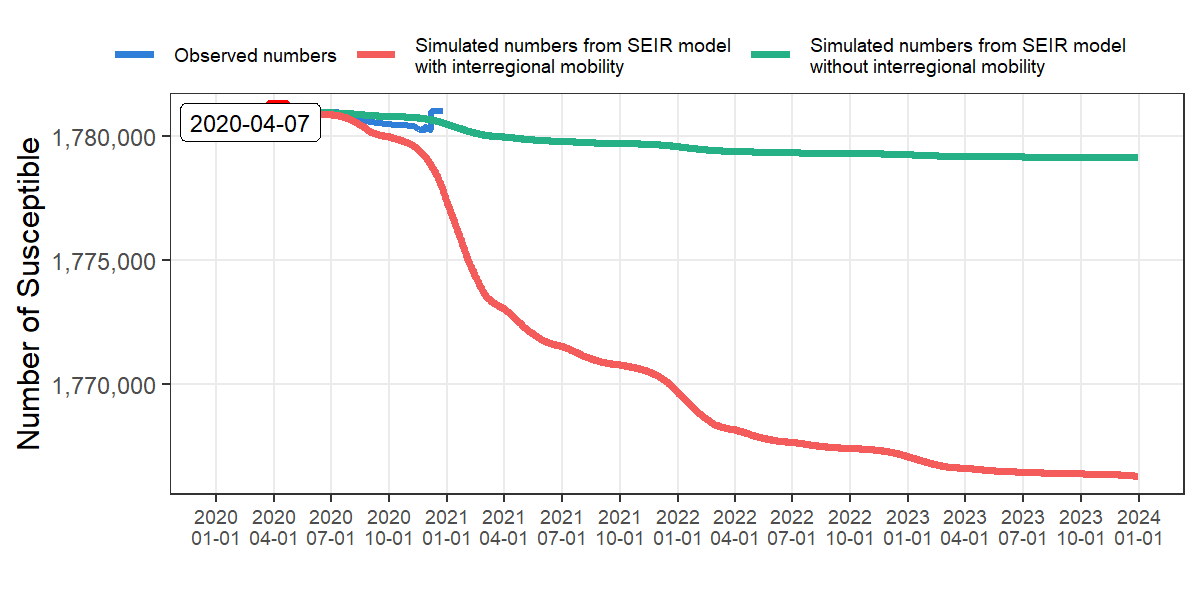 Observed numbers
Simulated numbers from SEIR model
with interregional mobility
Simulated numbers from SEIR model
without interregional mobility
Number of Susceptible
1,780,000
1,775,000
1,770,000
2020-04-07
2020 2020 2020 2020 2021 2021 2021 2021 2022 2022 2022 2022 2023 2023 2023 2023 2024
01-01 04-01 07-01 10-01 01-01 04-01 07-01 10-01 01-01 04-01 07-01 10-01 01-01 04-01 07-01 10-01 01-01